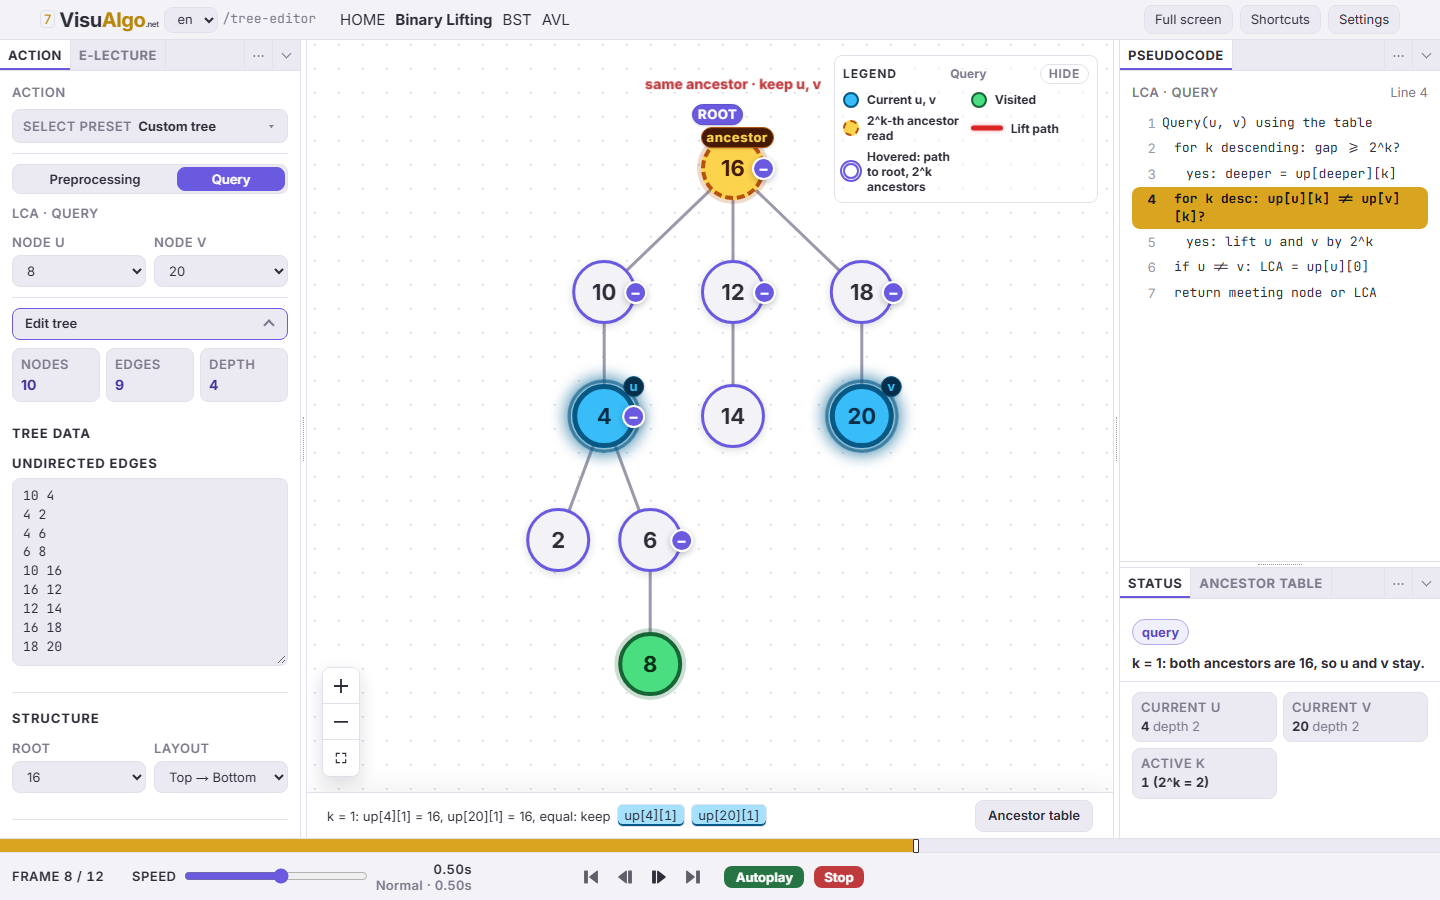 7 VisuAlgo.net en /tree-editor HOME Binary Lifting BST AVL Full screen Shortcuts Settings
ACTION E-LECTURE
ACTION
SELECT PRESET Custom tree
Preprocessing Query
LCA · QUERY
NODE U NODE V
8 20
Edit tree
NODES EDGES DEPTH
10 9 4
TREE DATA
UNDIRECTED EDGES
10 4
4 2
4 6
6 8
10 16
16 12
12 14
16 18
18 20
STRUCTURE
ROOT LAYOUT
16 Top → Bottom
same ancestor · keep u, v
ROOT
ancestor
16
10 12 18
u v
4 14 20
2 6
8
LEGEND Query HIDE
Current u, v Visited
2^k-th ancestor read Lift path
Hovered: path to root, 2^k ancestors
k = 1: up[4][1] = 16, up[20][1] = 16, equal: keep up[4][1] up[20][1] Ancestor table
PSEUDOCODE
LCA · QUERY Line 4
1 Query(u, v) using the table
2 for k descending: gap ⩾ 2^k?
3 yes: deeper = up[deeper][k]
4 for k desc: up[u][k] ≠ up[v]
[k]?
5 yes: lift u and v by 2^k
6 if u ≠ v: LCA = up[u][0]
7 return meeting node or LCA
STATUS ANCESTOR TABLE
query
k = 1: both ancestors are 16, so u and v stay.
CURRENT U CURRENT V
4 depth 2 20 depth 2
ACTIVE K
1 (2^k = 2)
FRAME 8 / 12 SPEED 0.50s
Normal · 0.50s
Autoplay Stop